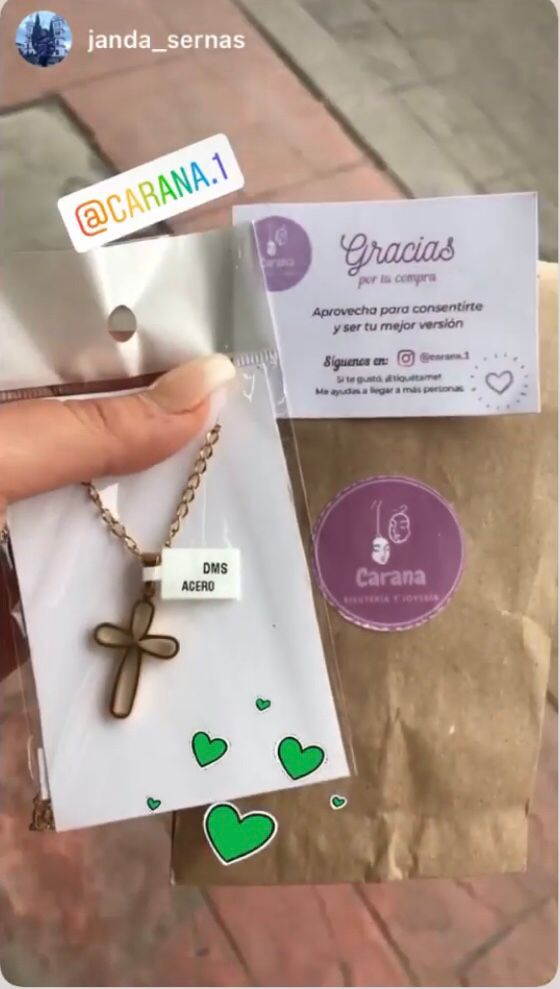 janda_sernas
@CARANA.1
Carana
Gracias
por tu compra
Aprovecha para consentirte
y ser tu mejor versión
Síguenos en: @carana.1
Si te gustó, ¡Etiquétame!
Me ayudas a llegar a más personas
DMS
ACERO
Carana
BISUTERÍA Y JOYERÍA